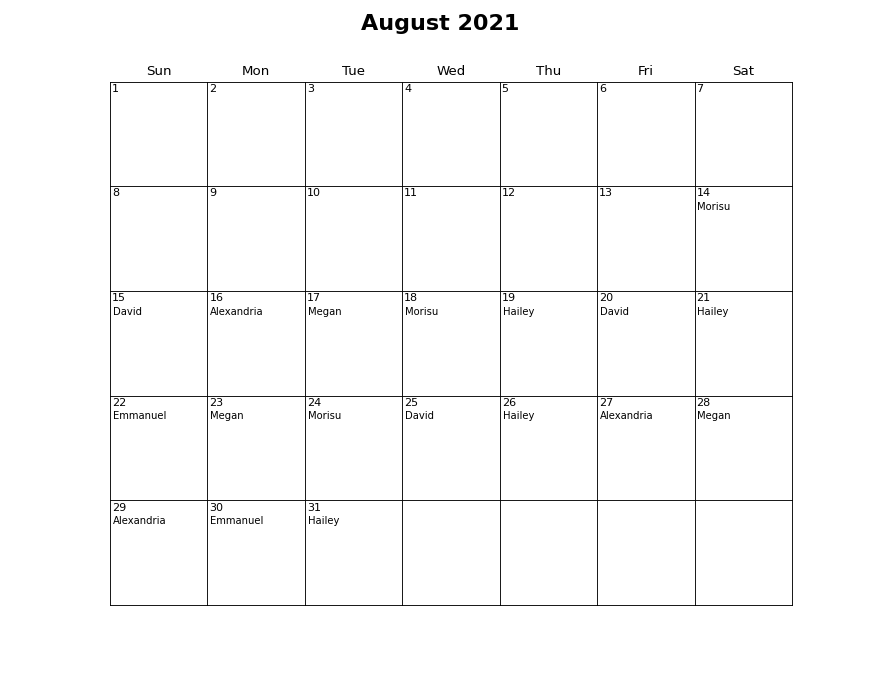 August 2021
Sun Mon Tue Wed Thu Fri Sat
1 2 3 4 5 6 7
8 9 10 11 12 13 14
Morisu
15 16 17 18 19 20 21
David Alexandria Megan Morisu Hailey David Hailey
22 23 24 25 26 27 28
Emmanuel Megan Morisu David Hailey Alexandria Megan
29 30 31
Alexandria Emmanuel Hailey